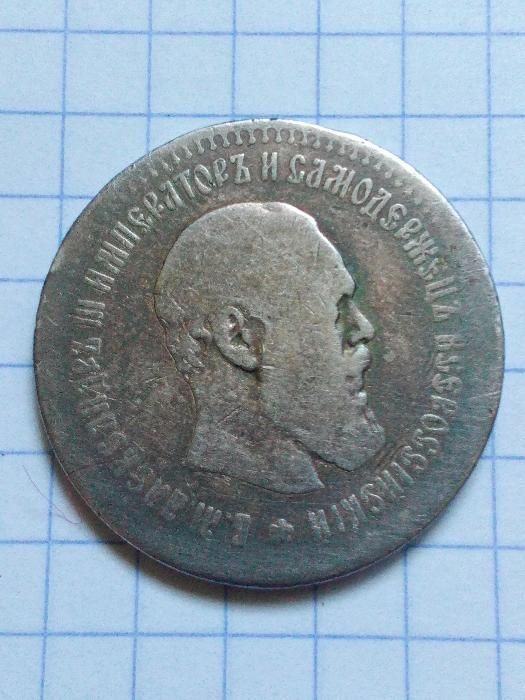 Б.М.АЛЕКСАНДРЪ III ИМПЕРАТОРЪ И САМОДЕРЖЕЦЪ ВСЕРОССІЙСКІЙ